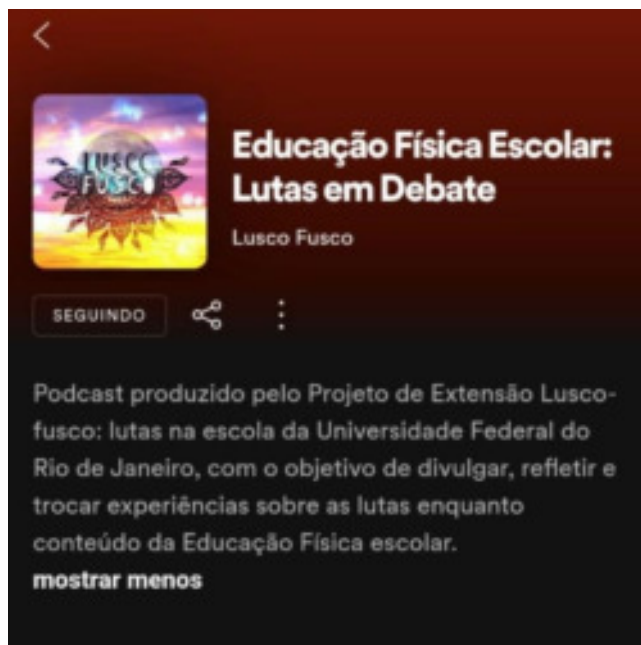 LUSCO
FUSCO
Educação Física Escolar:
Lutas em Debate
Lusco Fusco
SEGUINDO
Podcast produzido pelo Projeto de Extensão Lusco-
fusco: lutas na escola da Universidade Federal do
Rio de Janeiro, com o objetivo de divulgar, refletir e
trocar experiências sobre as lutas enquanto
conteúdo da Educação Física escolar.
mostrar menos